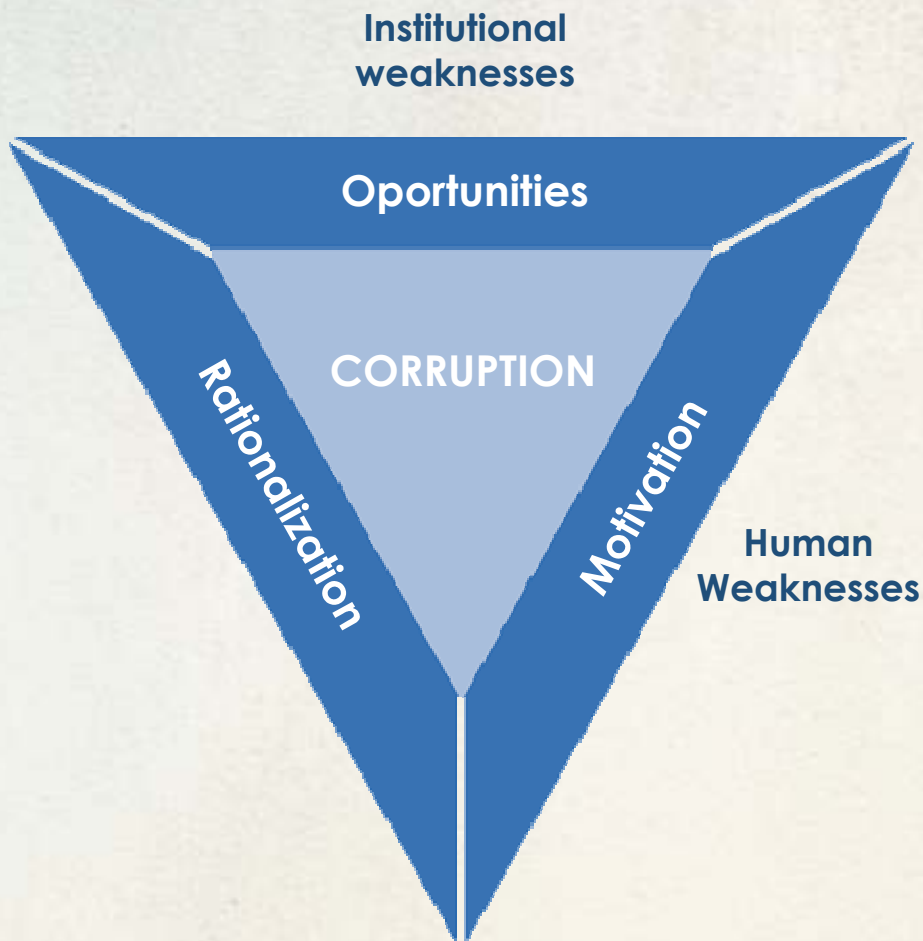 Institutional
weaknesses
Oportunities
CORRUPTION
Rationalization
Motivation
Human
Weaknesses